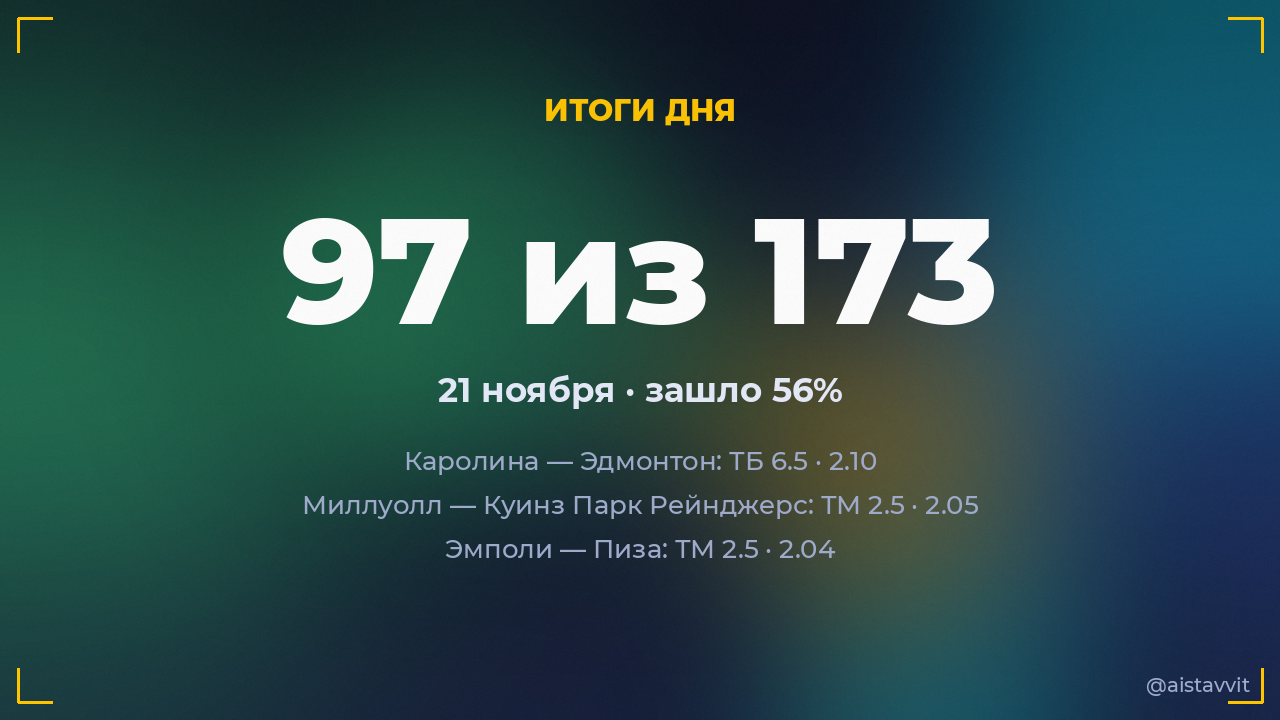 ИТОГИ ДНЯ
97 из 173
21 ноября · зашло 56%
Каролина — Эдмонтон: ТБ 6.5 · 2.10
Миллуолл — Куинз Парк Рейнджерс: ТМ 2.5 · 2.05
Эмполи — Пиза: ТМ 2.5 · 2.04
@aistavvit